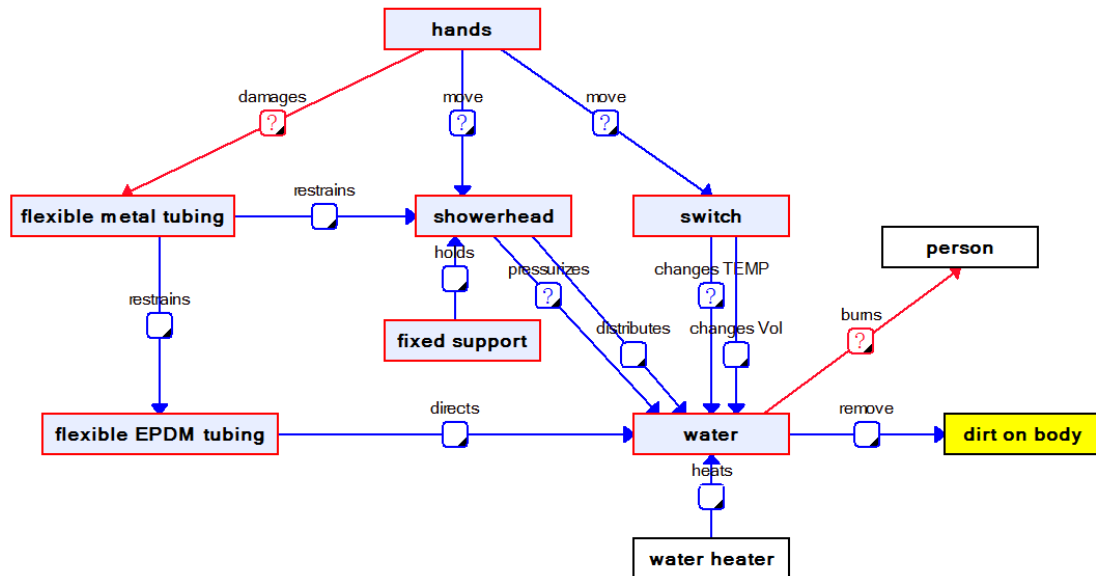 hands
damages
move
move
?
?
?
restrains
flexible metal tubing
showerhead
switch
person
holds
pressurizes
changes TEMP
?
?
restrains
burns
fixed support
distributes
changes Vol
?
directs
remove
flexible EPDM tubing
water
dirt on body
heats
water heater